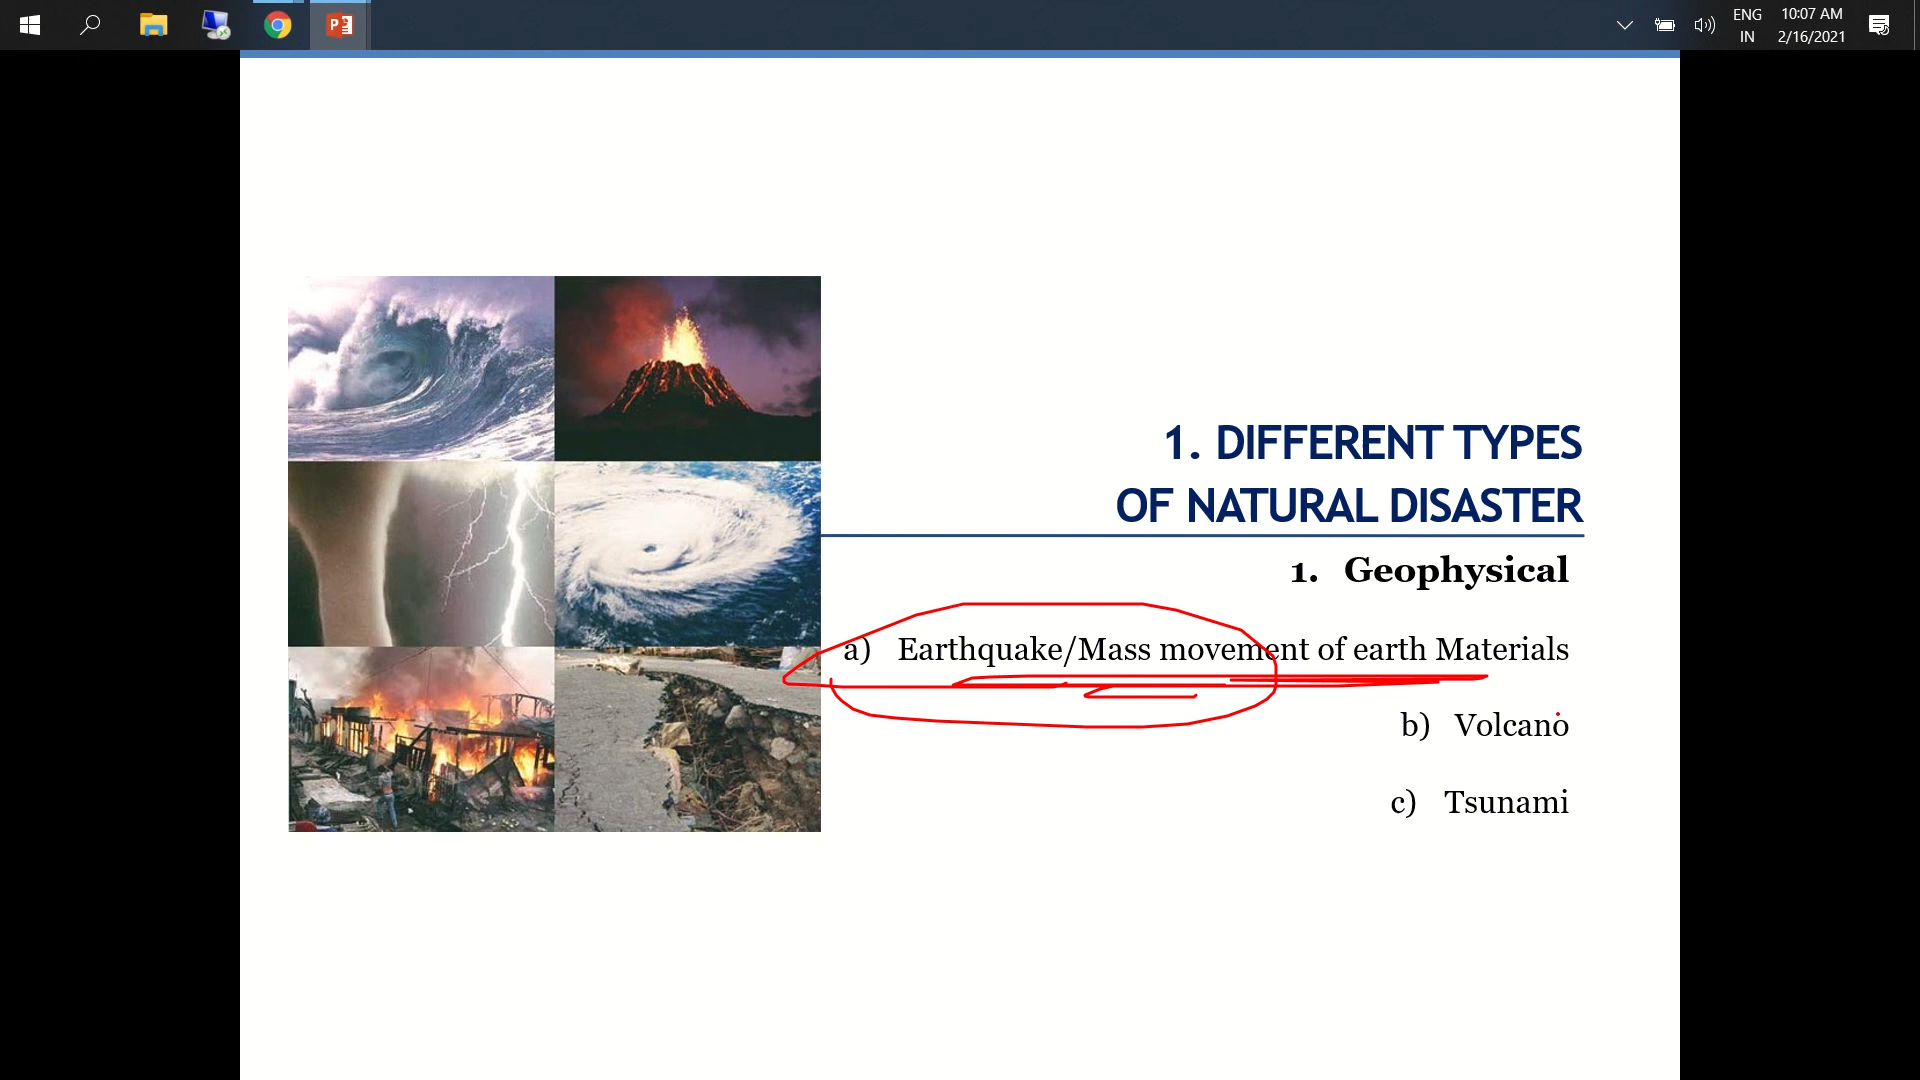 ENG
IN
10:07 AM
2/16/2021
1. DIFFERENT TYPES
OF NATURAL DISASTER
1. Geophysical
a) Earthquake/Mass movement of earth Materials
b) Volcano
c) Tsunami